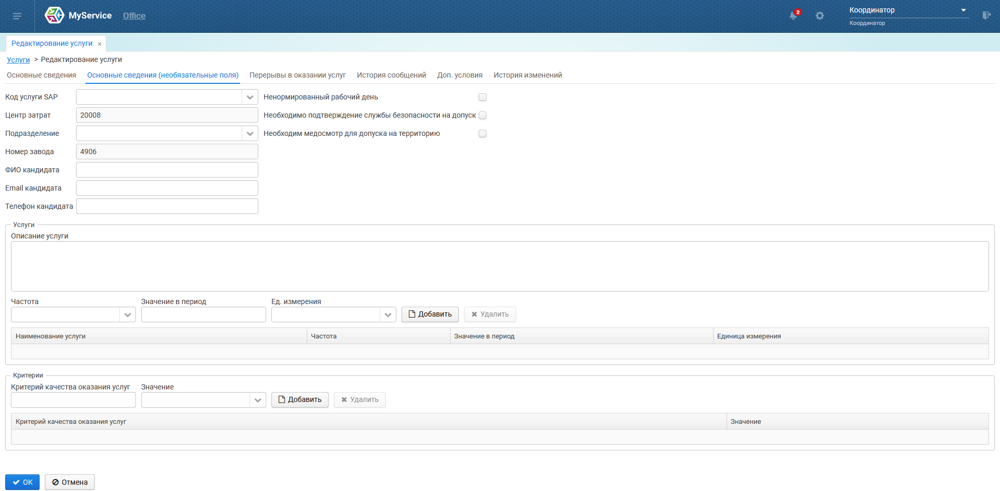 MyService Office 2 Координатор
Координатор
Редактирование услуги ×
Услуги > Редактирование услуги
Основные сведения Основные сведения (необязательные поля) Перерывы в оказании услуг История сообщений Доп. условия История изменений
Код услуги SAP Ненормированный рабочий день
Центр затрат 20008 Необходимо подтверждение службы безопасности на допуск
Подразделение Необходим медосмотр для допуска на территорию
Номер завода 4906
ФИО кандидата
Email кандидата
Телефон кандидата
Услуги
Описание услуги
Частота Значение в период Ед. измерения
Добавить Удалить
Наименование услуги Частота Значение в период Единица измерения
Критерии
Критерий качества оказания услуг Значение
Добавить Удалить
Критерий качества оказания услуг Значение
OK Отмена